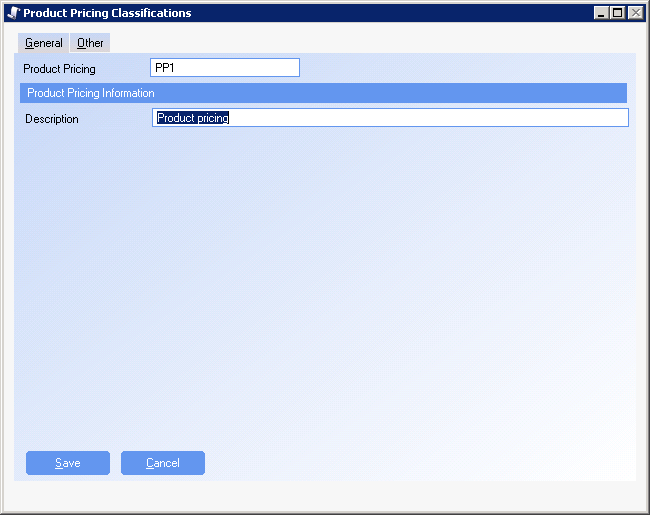 Product Pricing Classifications
General Other
Product Pricing PP1
Product Pricing Information
Description Product pricing
Save Cancel